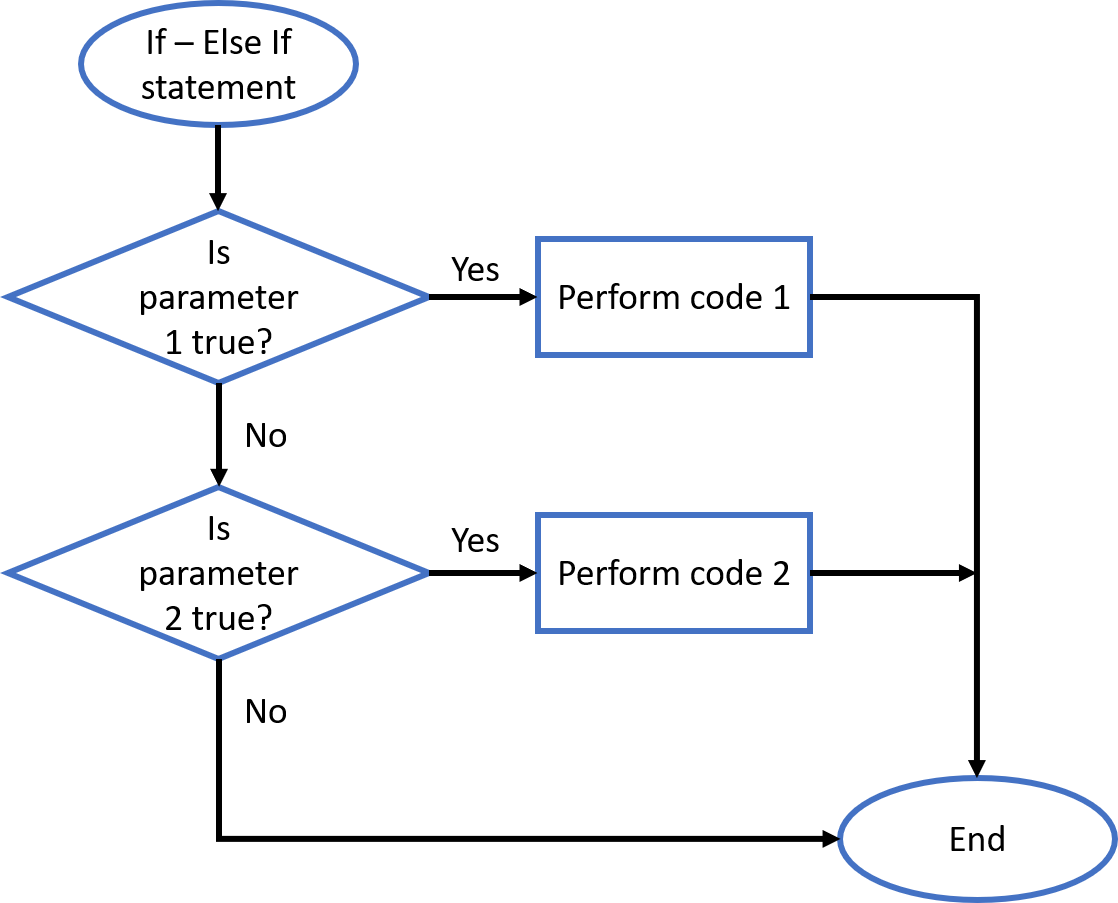 If – Else If
statement
Is
parameter
1 true?
Yes
Perform code 1
No
Is
parameter
2 true?
Yes
Perform code 2
No
End